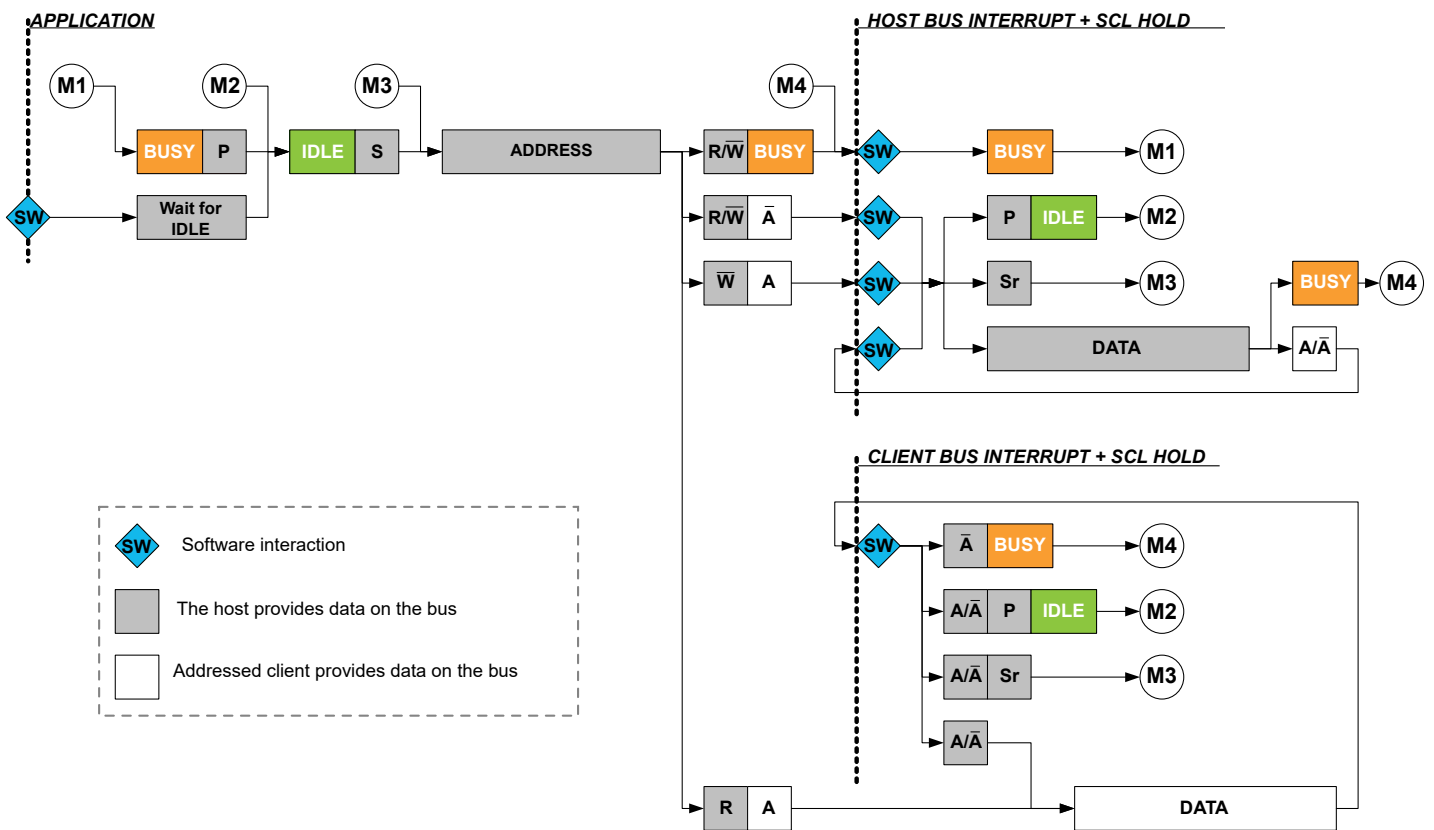 APPLICATION
HOST BUS INTERRUPT + SCL HOLD
M1
M2
M3
M4
BUSY P
IDLE S
ADDRESS
R/W̅ BUSY
SW
BUSY
M1
SW
Wait for
IDLE
R/W̅ A̅
SW
P IDLE
M2
W̅ A
SW
Sr
M3
BUSY
M4
SW
DATA
A/A̅
CLIENT BUS INTERRUPT + SCL HOLD
SW
A̅ BUSY
M4
A/A̅ P IDLE
M2
A/A̅ Sr
M3
A/A̅
R A
DATA
SW
Software interaction
The host provides data on the bus
Addressed client provides data on the bus